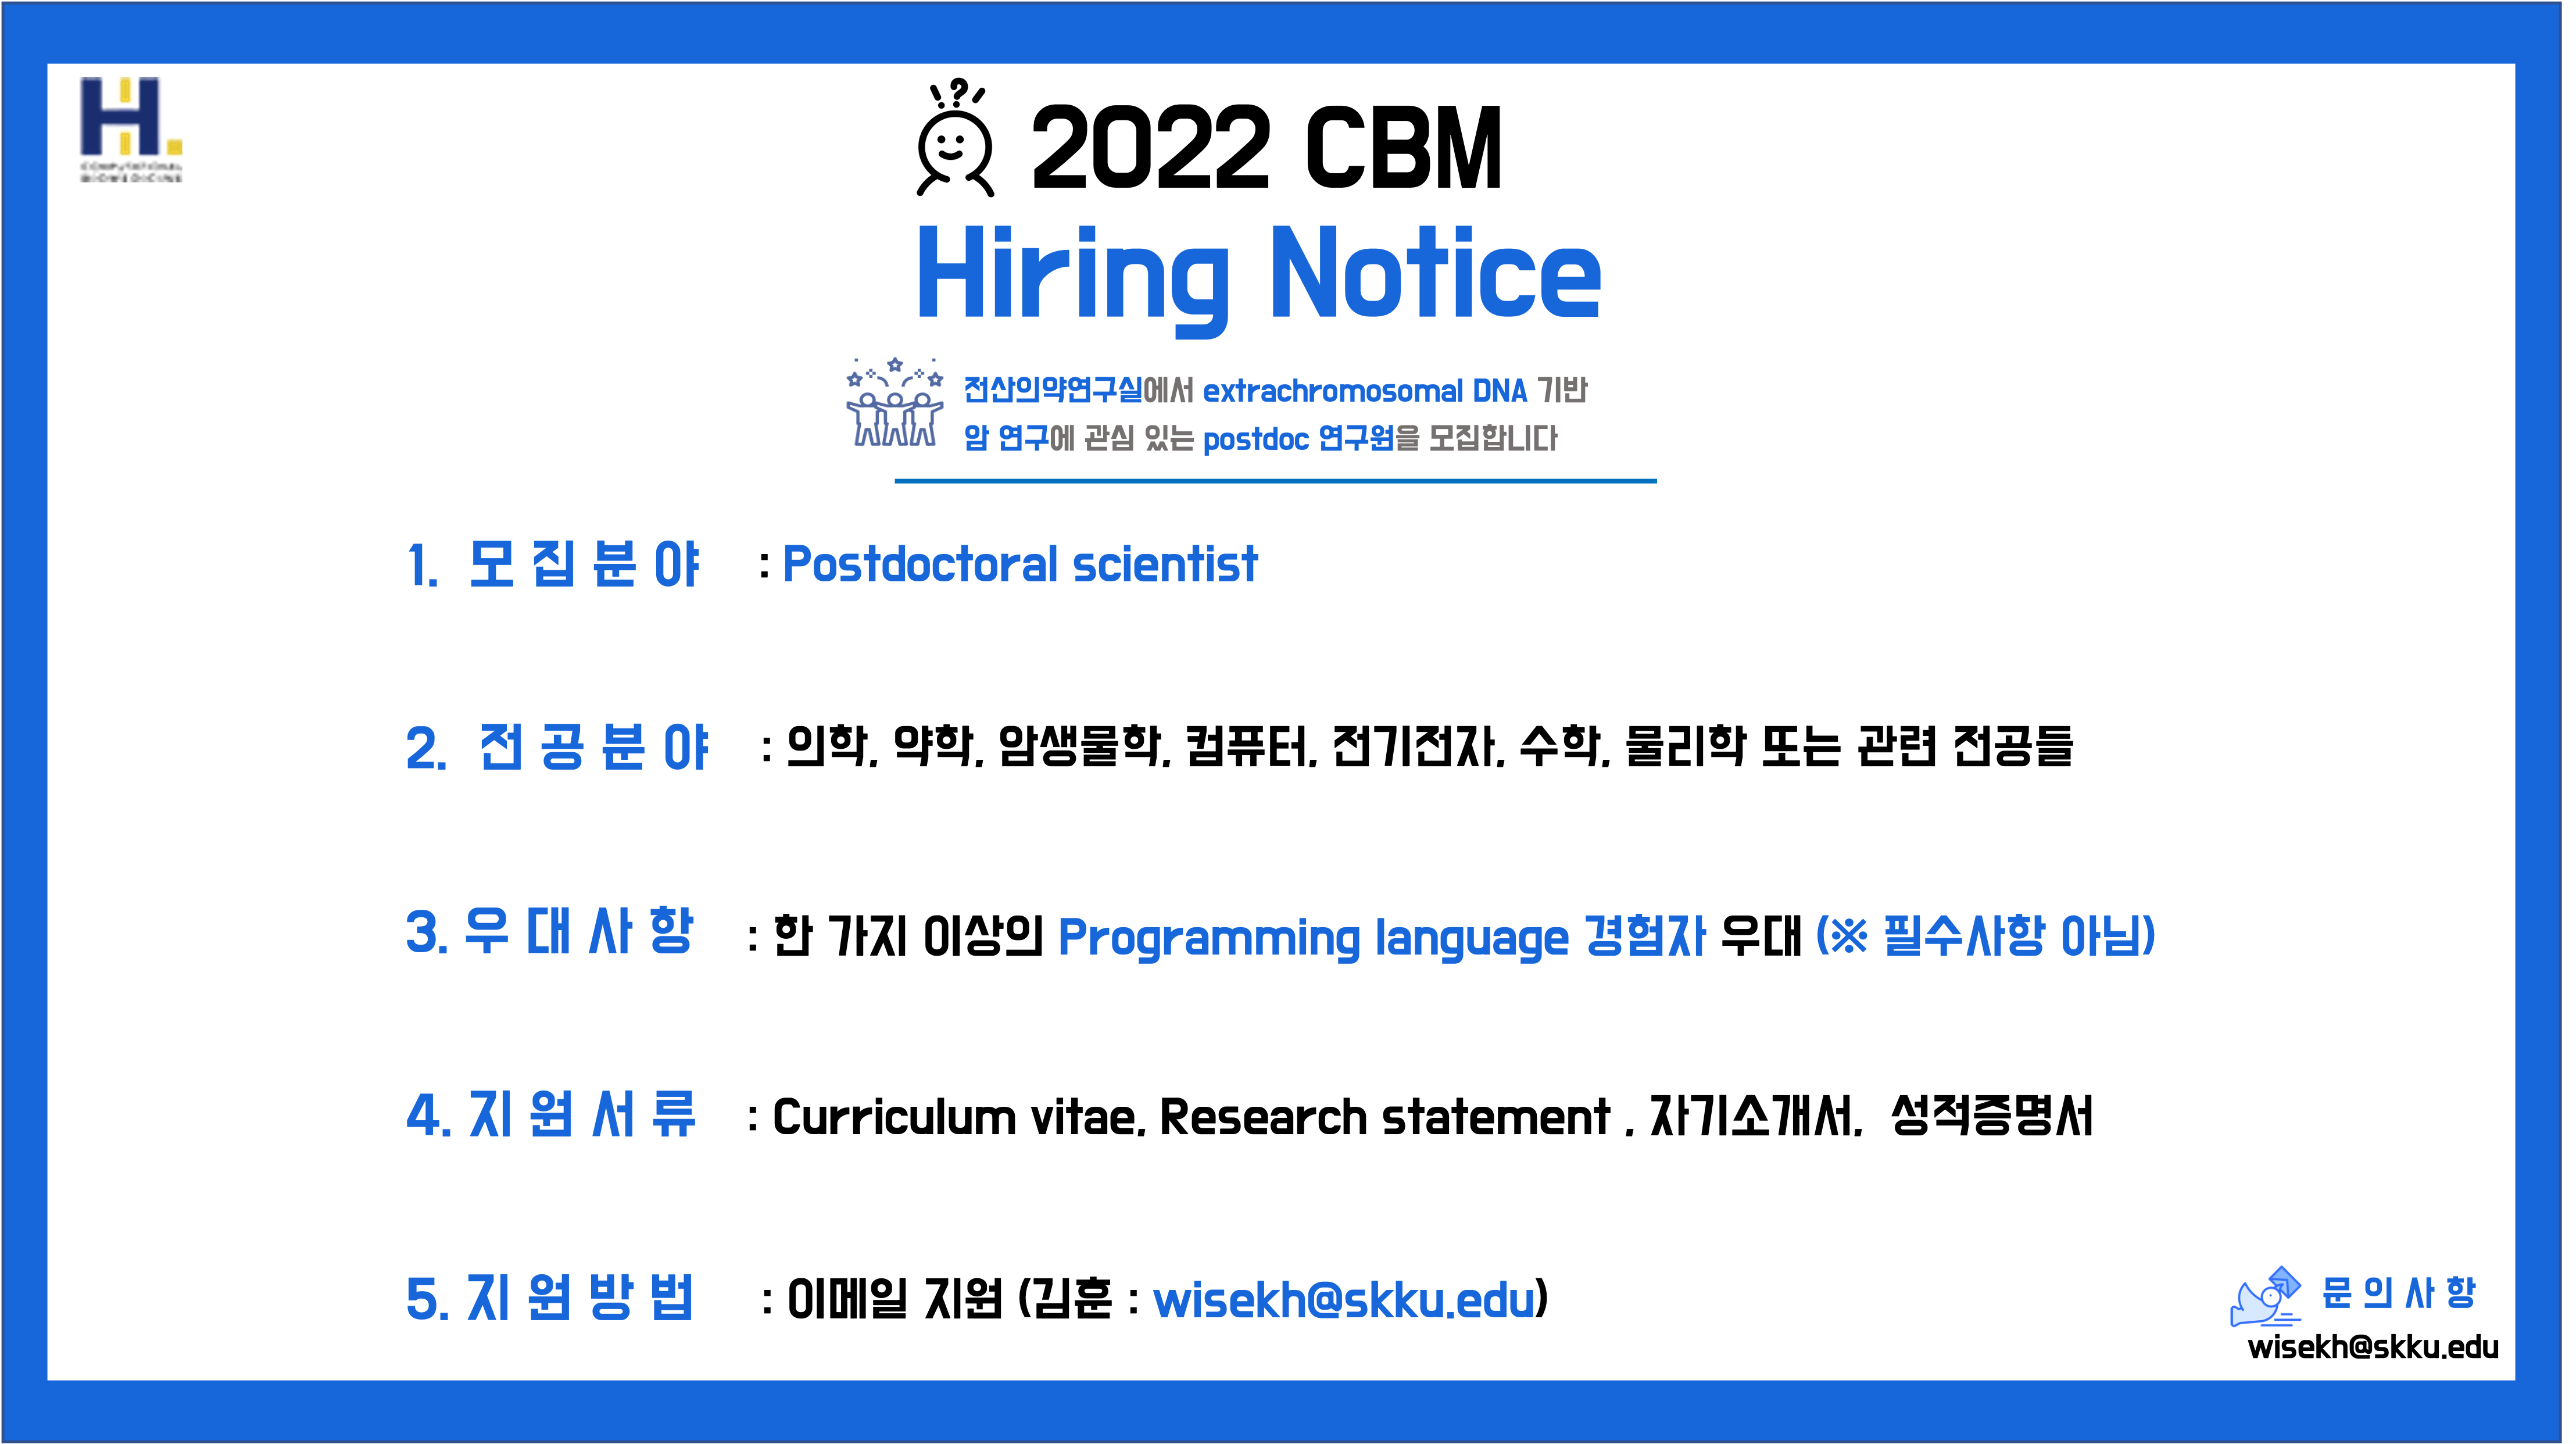 H.
COMPUTATIONAL
BIOMEDICINE
2022 CBM
Hiring Notice
전산의약연구실에서 extrachromosomal DNA 기반
암 연구에 관심 있는 postdoc 연구원을 모집합니다
1. 모 집 분 야 : Postdoctoral scientist
2. 전 공 분 야 : 의학, 약학, 암생물학, 컴퓨터, 전기전자, 수학, 물리학 또는 관련 전공들
3. 우 대 사 항 : 한 가지 이상의 Programming language 경험자 우대 (※ 필수사항 아님)
4. 지 원 서 류 : Curriculum vitae, Research statement , 자기소개서, 성적증명서
5. 지 원 방 법 : 이메일 지원 (김훈 : wisekh@skku.edu)
문 의 사 항
wisekh@skku.edu